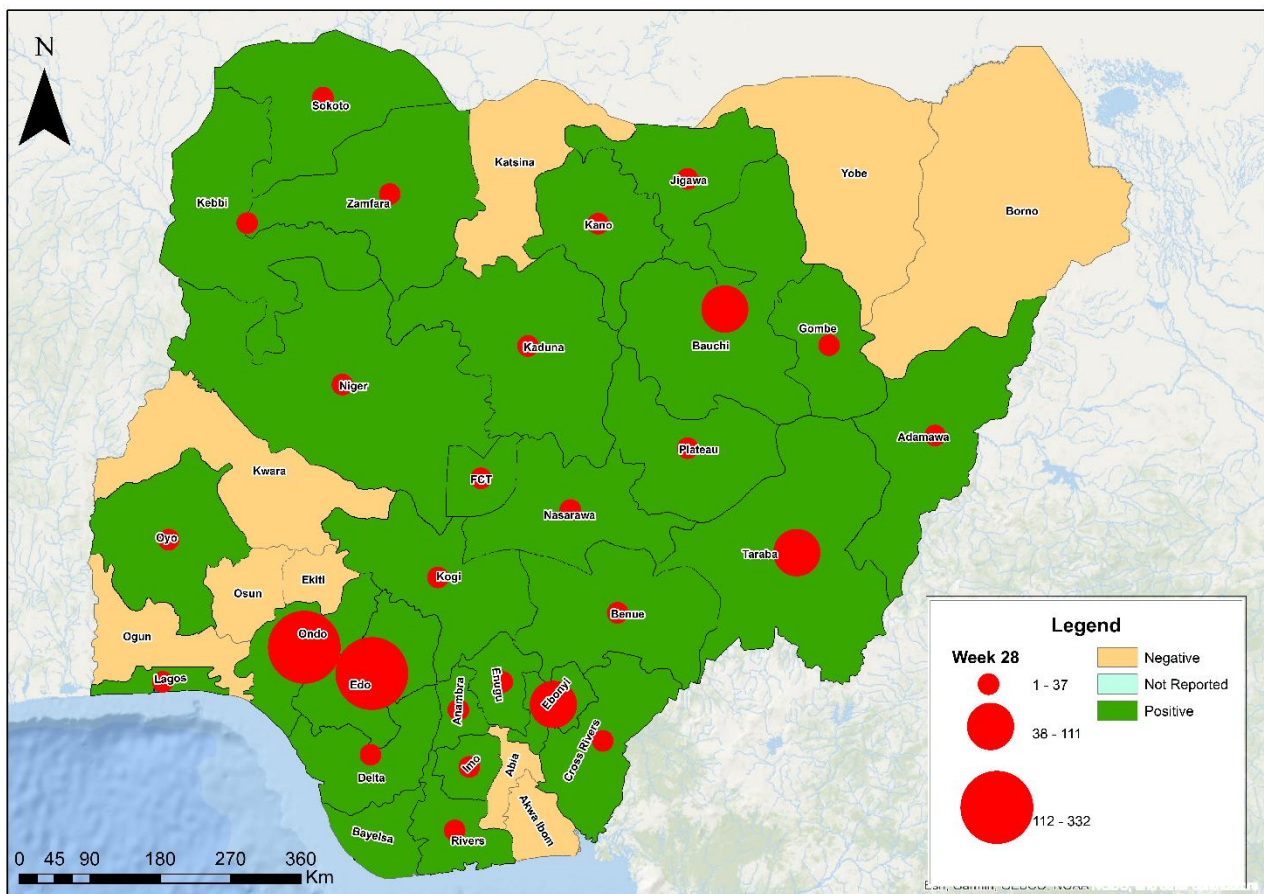 N
Sokoto
Katsina
Jigawa
Yobe
Kebbi
Zamfara
Borno
Kano
Gombe
Kaduna
Bauchi
Niger
Adamawa
Plateau
Kwara
FCT
Nasarawa
Oyo
Taraba
Kogi
Ekiti
Osun
Benue
Ondo
Ogun
Lagos
Edo
Enugu
Ebonyi
Anambra
Cross Rivers
Imo
Abia
Delta
Akwa Ibom
Bayelsa
Rivers
Legend
Week 28
1 - 37
38 - 111
112 - 332
Negative
Not Reported
Positive
0 45 90 180 270 360
Km